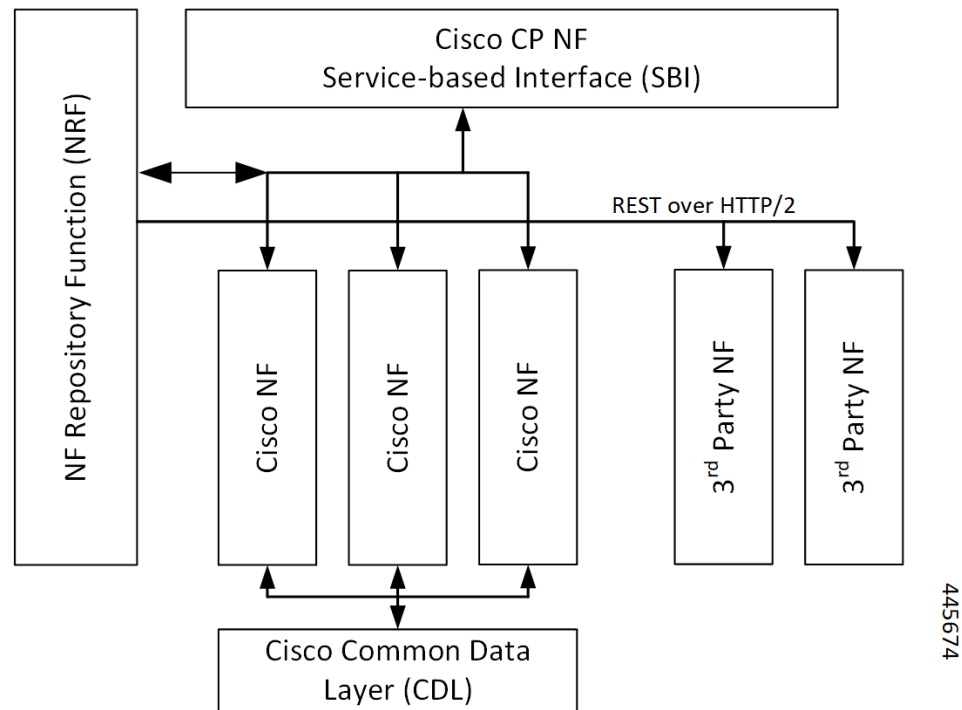 Cisco CP NF
Service-based Interface (SBI)
NF Repository Function (NRF)
REST over HTTP/2
Cisco NF
Cisco NF
Cisco NF
3rd Party NF
3rd Party NF
Cisco Common Data
Layer (CDL)
445674